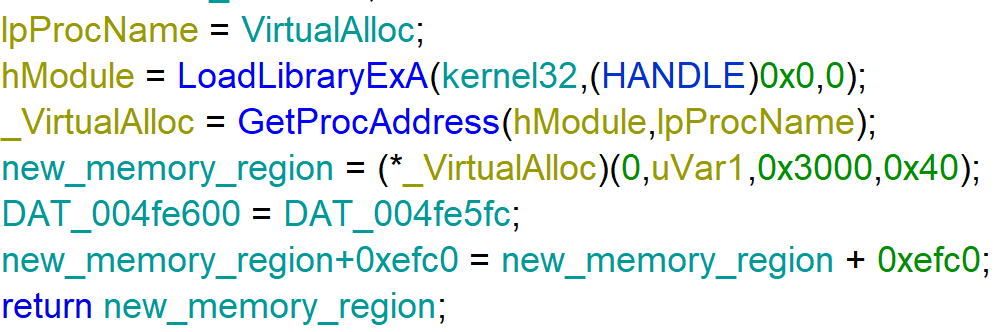 lpProcName = VirtualAlloc;
hModule = LoadLibraryExA(kernel32,(HANDLE)0x0,0);
_VirtualAlloc = GetProcAddress(hModule,lpProcName);
new_memory_region = (*_VirtualAlloc)(0,uVar1,0x3000,0x40);
DAT_004fe600 = DAT_004fe5fc;
new_memory_region+0xefc0 = new_memory_region + 0xefc0;
return new_memory_region;